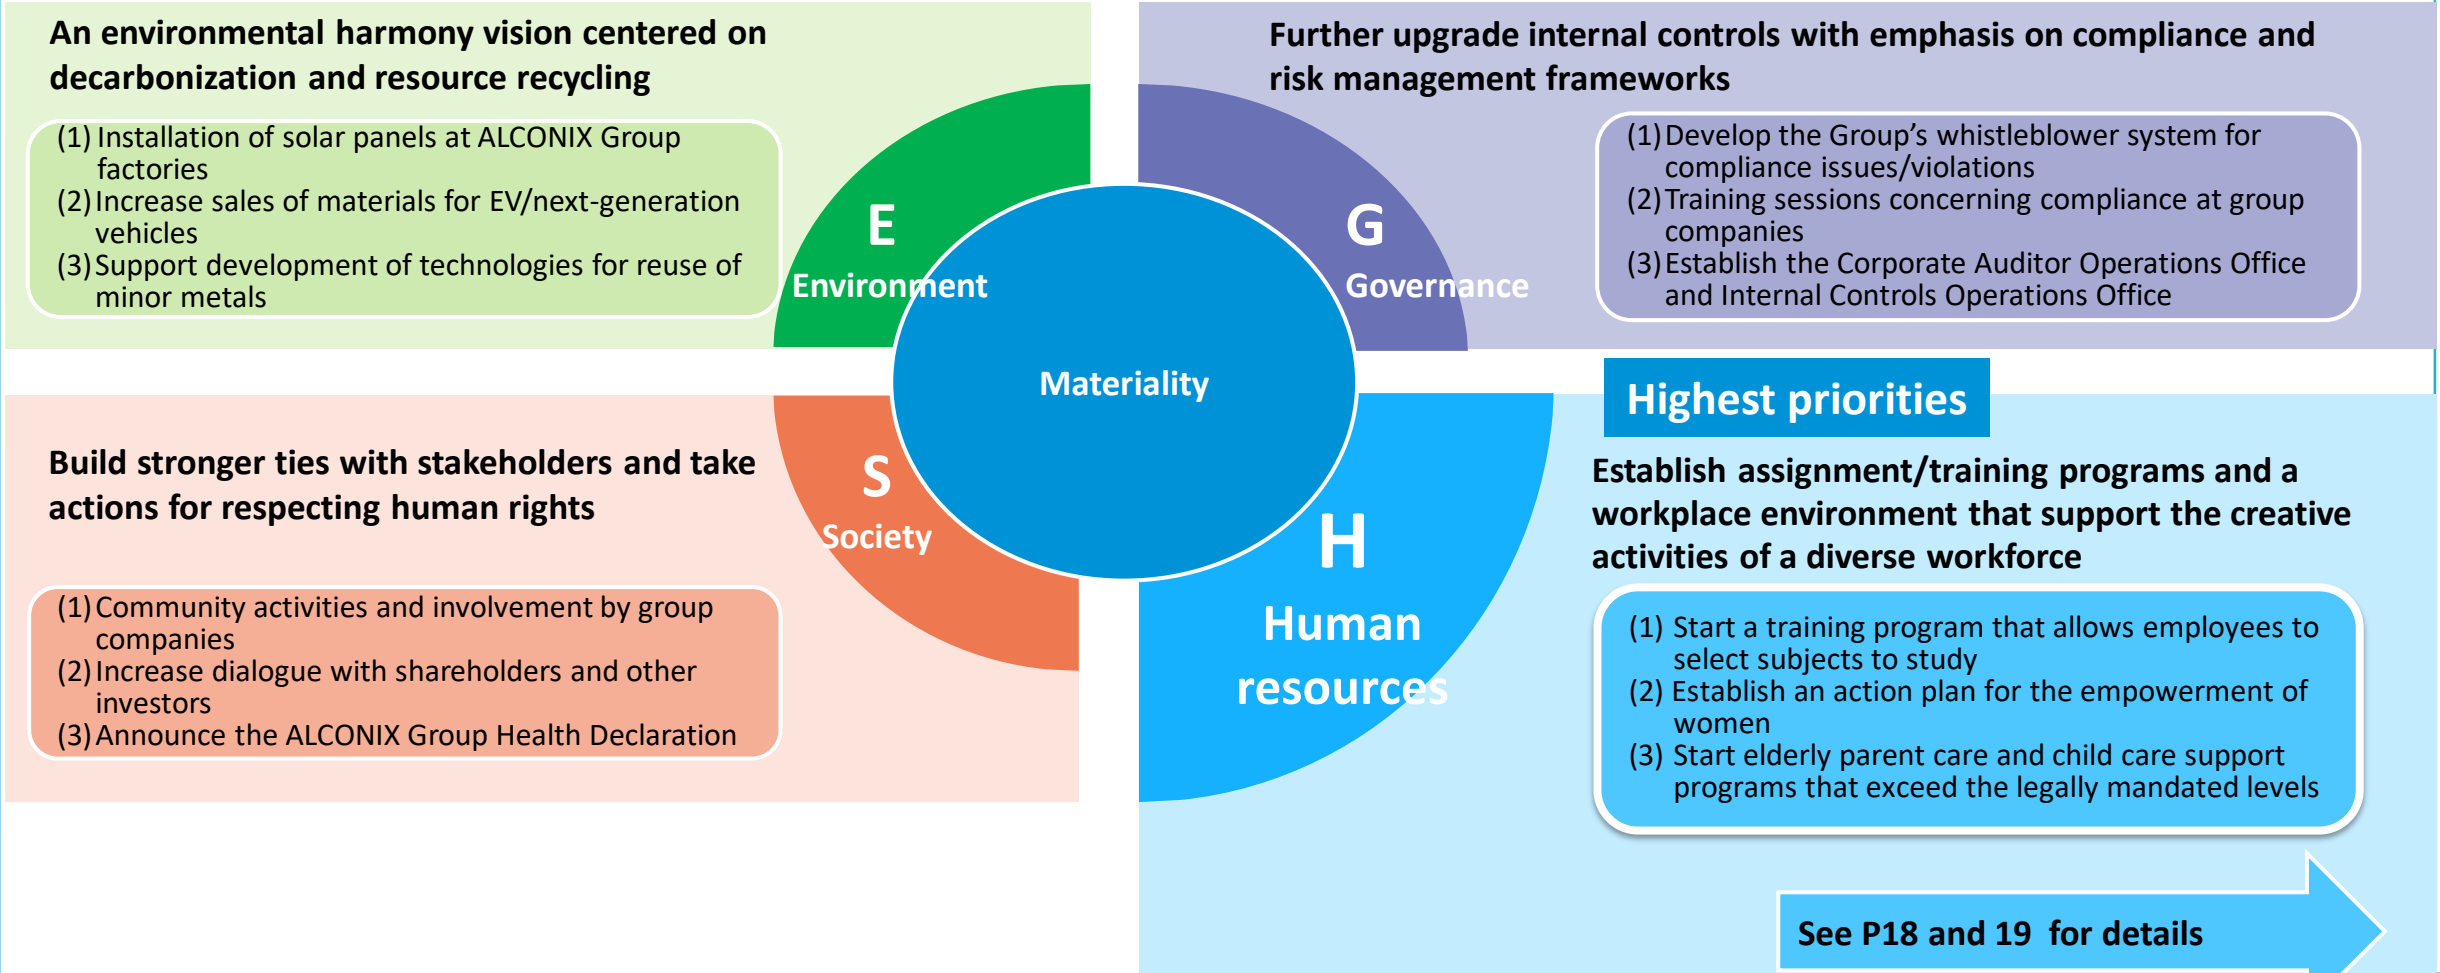 An environmental harmony vision centered on
decarbonization and resource recycling
(1) Installation of solar panels at ALCONIX Group
factories
(2) Increase sales of materials for EV/next-generation
vehicles
(3) Support development of technologies for reuse of
minor metals
E
Environment
Further upgrade internal controls with emphasis on compliance and
risk management frameworks
(1) Develop the Group’s whistleblower system for
compliance issues/violations
(2) Training sessions concerning compliance at group
companies
(3) Establish the Corporate Auditor Operations Office
and Internal Controls Operations Office
G
Governance
Materiality
Build stronger ties with stakeholders and take
actions for respecting human rights
(1) Community activities and involvement by group
companies
(2) Increase dialogue with shareholders and other
investors
(3) Announce the ALCONIX Group Health Declaration
S
Society
H
Human
resources
Highest priorities
Establish assignment/training programs and a
workplace environment that support the creative
activities of a diverse workforce
(1) Start a training program that allows employees to
select subjects to study
(2) Establish an action plan for the empowerment of
women
(3) Start elderly parent care and child care support
programs that exceed the legally mandated levels
See P18 and 19 for details